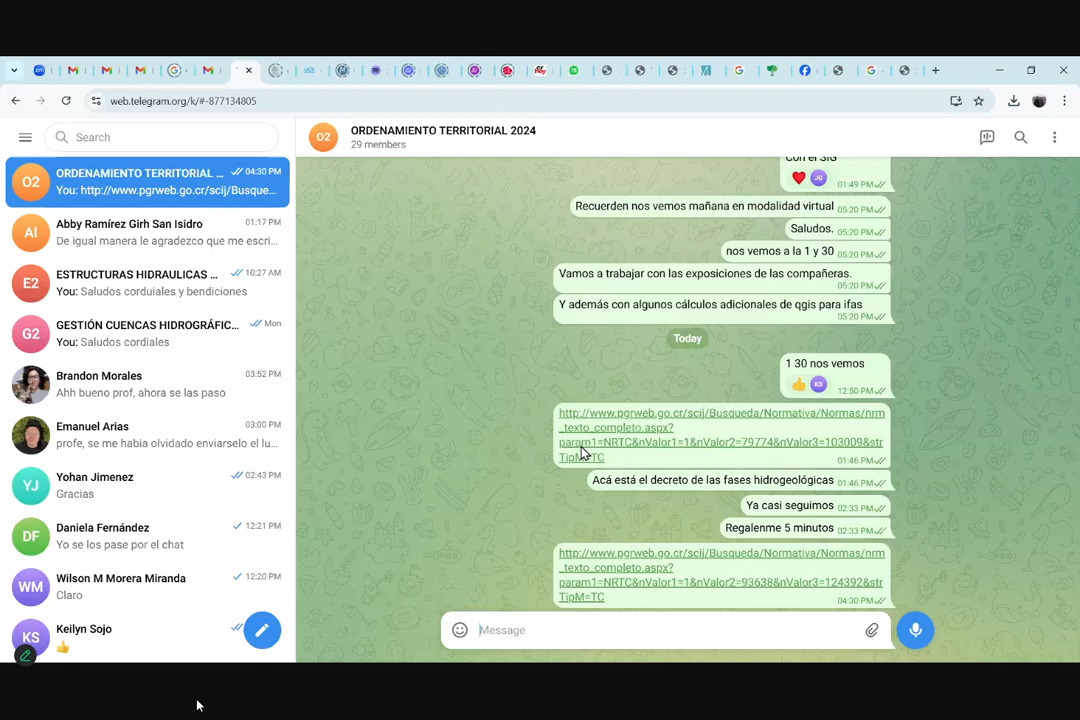 web.telegram.org/k/#-877134805
Search
ORDENAMIENTO TERRITORIAL ...
04:30 PM
You: http://www.pgrweb.go.cr/scij/Busque...
Abby Ramírez Girh San Isidro
01:17 PM
De igual manera le agradezco que me escri...
ESTRUCTURAS HIDRAULICAS ...
10:27 AM
You: Saludos corduiales y bendiciones
GESTIÓN CUENCAS HIDROGRÁFIC...
Mon
You: Saludos cordiales
Brandon Morales
03:52 PM
Ahh bueno prof, ahora se las paso
Emanuel Arias
03:00 PM
profe, se me habia olvidado enviarselo el lu...
Yohan Jimenez
02:43 PM
Gracias
Daniela Fernández
12:21 PM
Yo se los pase por el chat
Wilson M Morera Miranda
12:20 PM
Claro
Keilyn Sojo
O2
AI
E2
G2
YJ
DF
WM
KS
O2
ORDENAMIENTO TERRITORIAL 2024
29 members
Con el SIG
JG
01:49 PM
Recuerden nos vemos mañana en modalidad virtual
05:20 PM
Saludos.
05:20 PM
nos vemos a la 1 y 30
05:20 PM
Vamos a trabajar con las exposiciones de las compañeras.
05:20 PM
Y además con algunos cálculos adicionales de qgis para ifas
05:20 PM
Today
1 30 nos vemos
KS
12:50 PM
http://www.pgrweb.go.cr/scij/Busqueda/Normativa/Normas/nrm
_texto_completo.aspx?
param1=NRTC&nValor1=1&nValor2=79774&nValor3=103009&str
TipM=TC
01:46 PM
Acá está el decreto de las fases hidrogeológicas
01:46 PM
Ya casi seguimos
02:33 PM
Regalenme 5 minutos
02:33 PM
http://www.pgrweb.go.cr/scij/Busqueda/Normativa/Normas/nrm
_texto_completo.aspx?
param1=NRTC&nValor1=1&nValor2=93638&nValor3=124392&str
TipM=TC
04:30 PM
Message